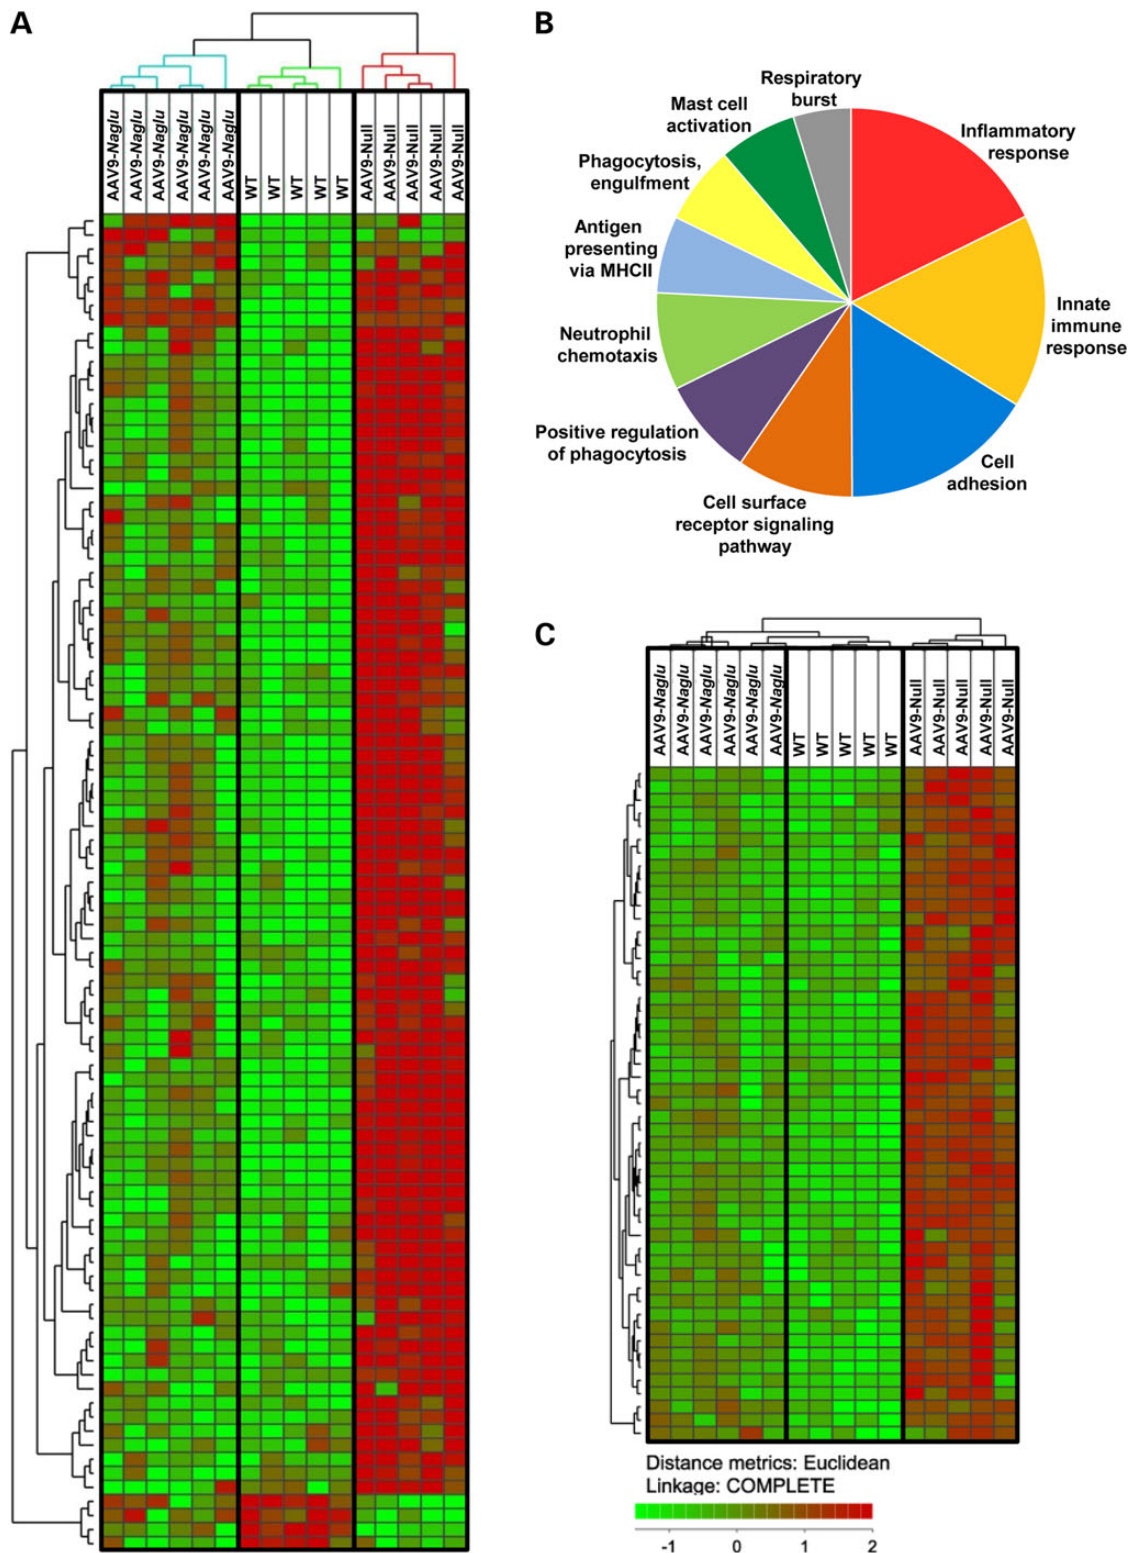 A
AAV9-Naglu
AAV9-Naglu
AAV9-Naglu
AAV9-Naglu
AAV9-Naglu
AAV9-Naglu
WT
WT
WT
WT
WT
AAV9-Null
AAV9-Null
AAV9-Null
AAV9-Null
AAV9-Null
B
Respiratory
burst
Mast cell
activation
Phagocytosis,
engulfment
Antigen
presenting
via MHCII
Neutrophil
chemotaxis
Positive regulation
of phagocytosis
Cell surface
receptor signaling
pathway
Cell
adhesion
Innate
immune
response
Inflammatory
response
C
AAV9-Naglu
AAV9-Naglu
AAV9-Naglu
AAV9-Naglu
AAV9-Naglu
AAV9-Naglu
WT
WT
WT
WT
WT
AAV9-Null
AAV9-Null
AAV9-Null
AAV9-Null
AAV9-Null
Distance metrics: Euclidean
Linkage: COMPLETE
-1 0 1 2